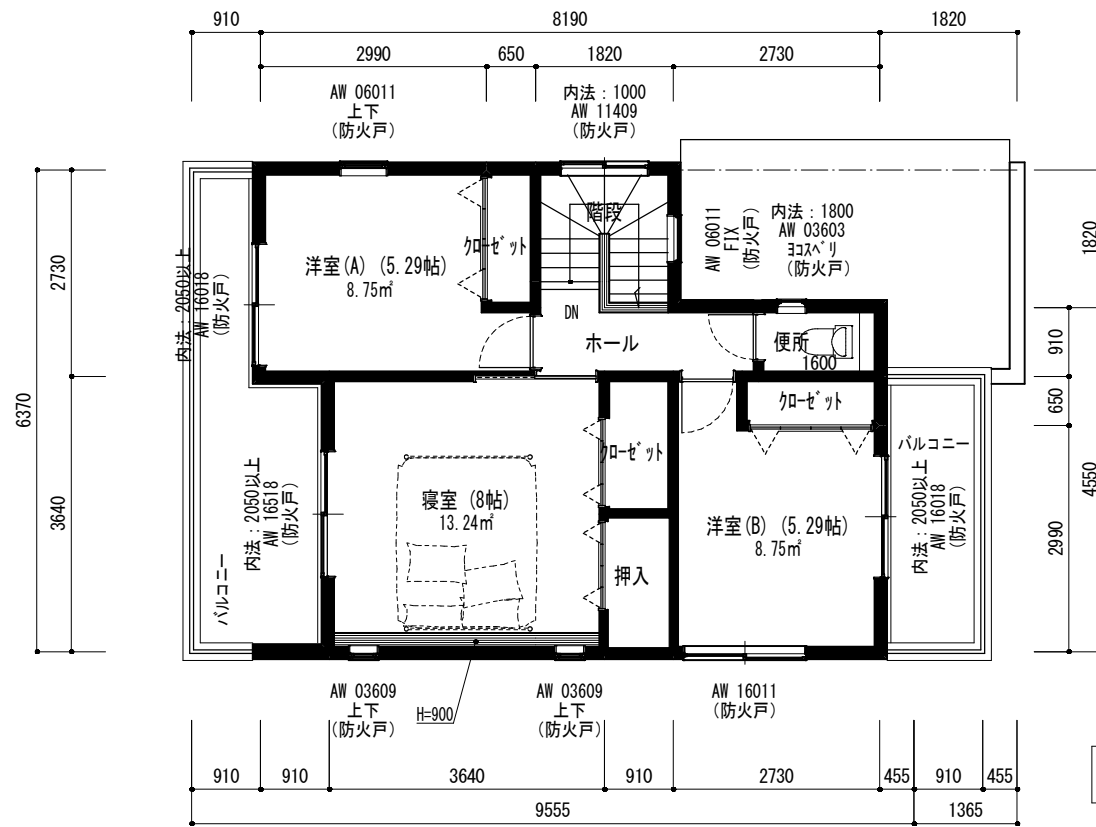 910
8190
1820
2990
650
1820
2730
AW 06011
上下
(防火戸)
内法：1000
AW 11409
(防火戸)
階段
クローゼット
洋室(A) (5.29帖)
8.75㎡
AW 06011
FIX
(防火戸)
内法：1800
AW 03603
ヨコスベリ
(防火戸)
内法：2050以上
AW 16018
(防火戸)
2730
3640
6370
1820
910
650
2990
4550
DN
ホール
便所
1600
クローゼット
バルコニー
クローゼット
寝室 (8帖)
13.24㎡
内法：2050以上
AW 16518
(防火戸)
洋室(B) (5.29帖)
8.75㎡
内法：2050以上
AW 16018
(防火戸)
押入
バルコニー
AW 03609
上下
(防火戸)
H=900
AW 03609
上下
(防火戸)
AW 16011
(防火戸)
910
910
3640
910
2730
455
910
455
9555
1365